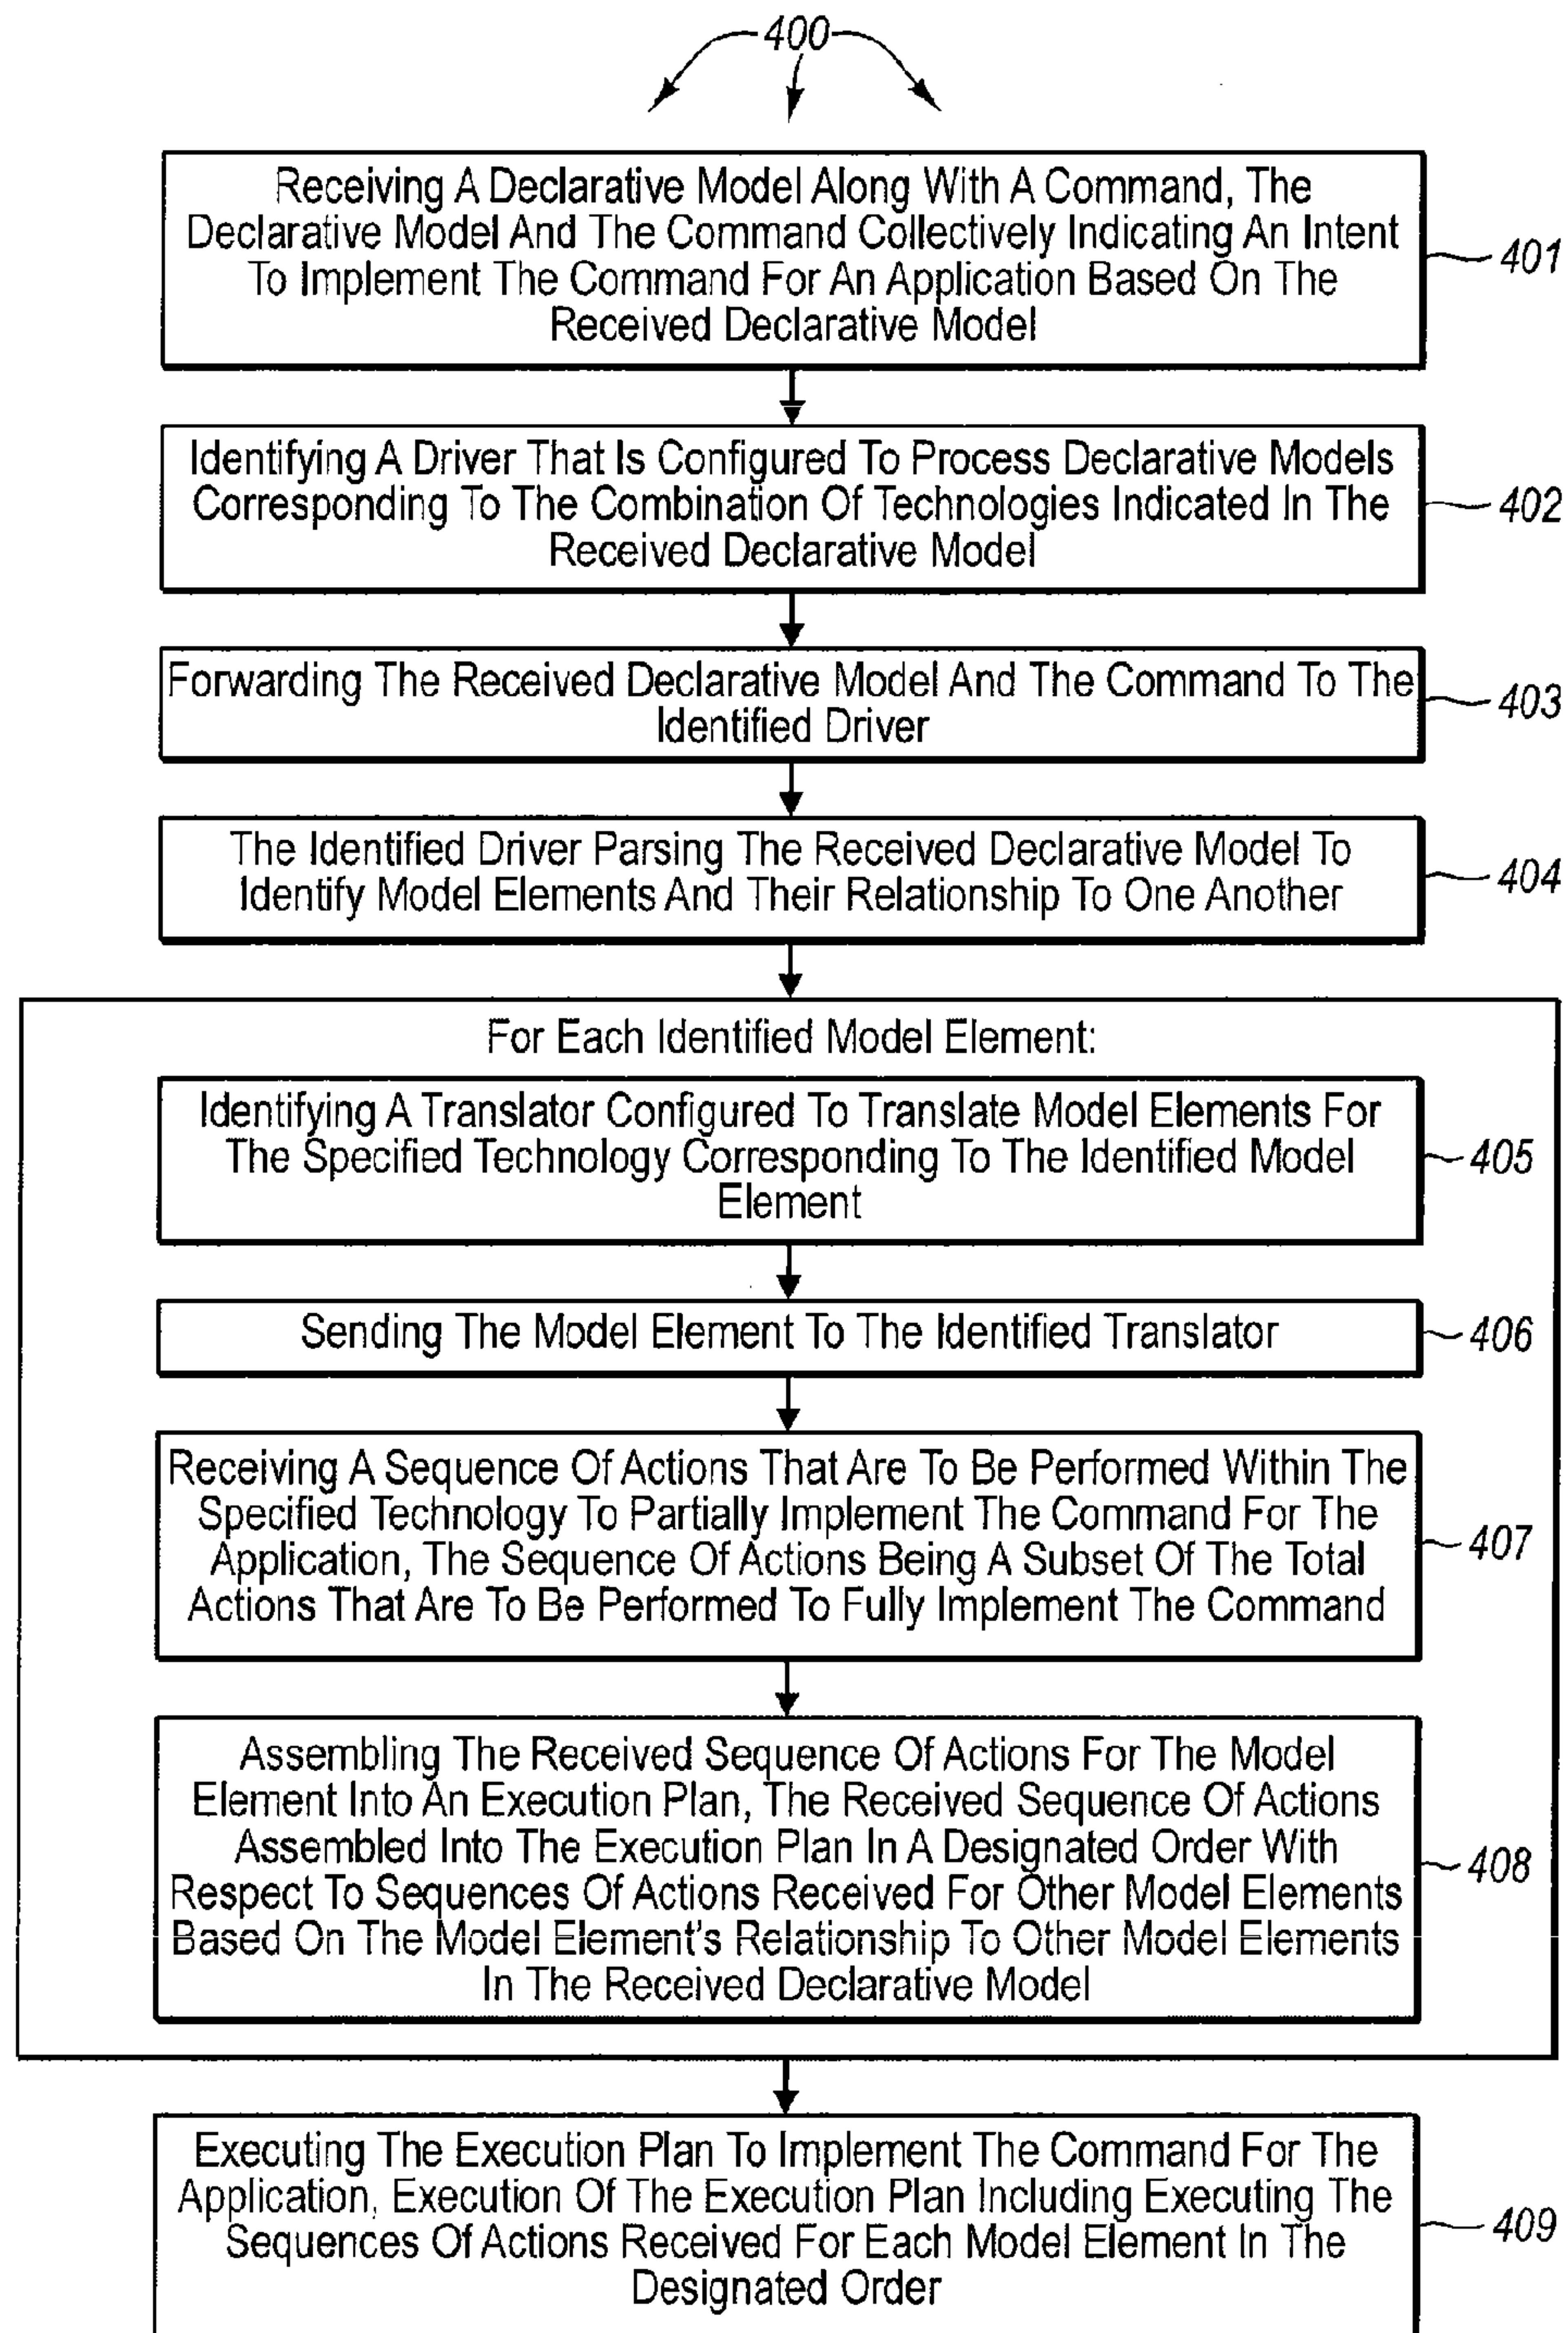 400
Receiving A Declarative Model Along With A Command, The
Declarative Model And The Command Collectively Indicating An Intent
To Implement The Command For An Application Based On The
Received Declarative Model
401
Identifying A Driver That Is Configured To Process Declarative Models
Corresponding To The Combination Of Technologies Indicated In The
Received Declarative Model
402
Forwarding The Received Declarative Model And The Command To The
Identified Driver
403
The Identified Driver Parsing The Received Declarative Model To
Identify Model Elements And Their Relationship To One Another
404
For Each Identified Model Element:
Identifying A Translator Configured To Translate Model Elements For
The Specified Technology Corresponding To The Identified Model
Element
405
Sending The Model Element To The Identified Translator
406
Receiving A Sequence Of Actions That Are To Be Performed Within The
Specified Technology To Partially Implement The Command For The
Application, The Sequence Of Actions Being A Subset Of The Total
Actions That Are To Be Performed To Fully Implement The Command
407
Assembling The Received Sequence Of Actions For The Model
Element Into An Execution Plan, The Received Sequence Of Actions
Assembled Into The Execution Plan In A Designated Order With
Respect To Sequences Of Actions Received For Other Model Elements
Based On The Model Element's Relationship To Other Model Elements
In The Received Declarative Model
408
Executing The Execution Plan To Implement The Command For The
Application, Execution Of The Execution Plan Including Executing The
Sequences Of Actions Received For Each Model Element In The
Designated Order
409